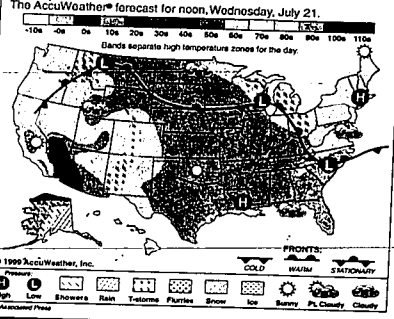 The AccuWeather® forecast for noon, Wednesday, July 21.
-10s -0s 0s 10s 20s 30s 40s 50s 60s 70s 80s 90s 100s 110s
Bands separate high temperature zones for the day.
L
L
H
L
H
FRONTS:
COLD WARM STATIONARY
© 1999 AccuWeather, Inc.
Pressure:
H L
High Low Showers Rain T-storms Flurries Snow Ice Sunny Pt. Cloudy Cloudy
Associated Press